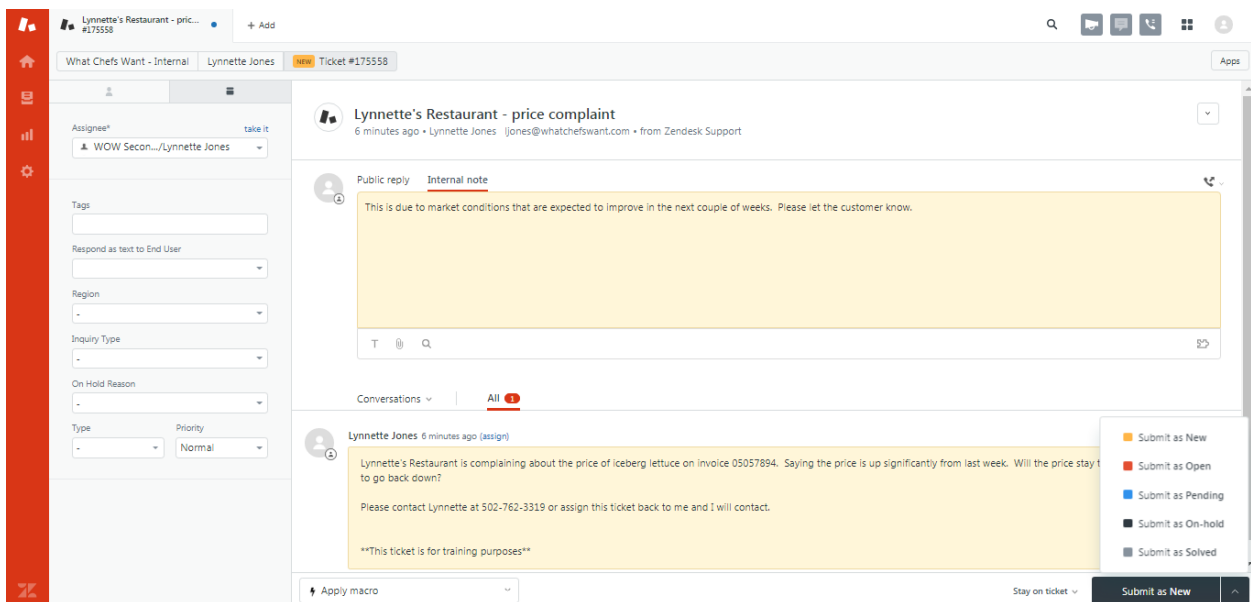 Lynnette's Restaurant - pric...
#175558
+ Add
What Chefs Want - Internal
Lynnette Jones
NEW Ticket #175558
Apps
Assignee*
take it
WOW Secon.../Lynnette Jones
Tags
Respond as text to End User
Region
-
Inquiry Type
-
On Hold Reason
-
Type
Priority
-
Normal
Lynnette's Restaurant - price complaint
6 minutes ago • Lynnette Jones ljones@whatchefswant.com • from Zendesk Support
Public reply
Internal note
This is due to market conditions that are expected to improve in the next couple of weeks. Please let the customer know.
T
Conversations
All 1
Lynnette Jones 6 minutes ago (assign)
Lynnette's Restaurant is complaining about the price of iceberg lettuce on invoice 05057894. Saying the price is up significantly from last week. Will the price stay
to go back down?
Please contact Lynnette at 502-762-3319 or assign this ticket back to me and I will contact.
**This ticket is for training purposes**
Submit as New
Submit as Open
Submit as Pending
Submit as On-hold
Submit as Solved
Apply macro
Stay on ticket
Submit as New